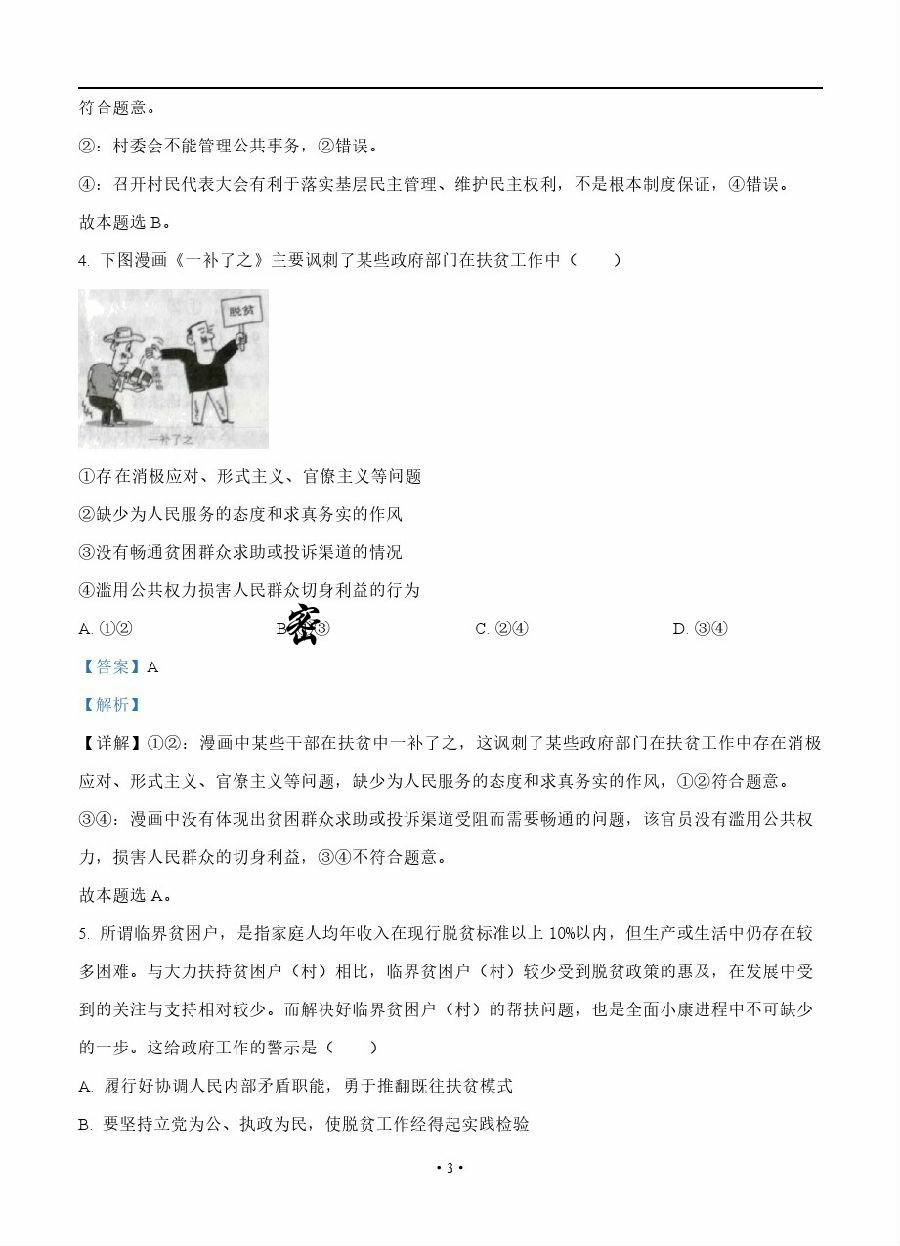 符合题意。
②：村委会不能管理公共事务，②错误。
④：召开村民代表大会有利于落实基层民主管理、维护民主权利，不是根本制度保证，④错误。
故本题选B。
4. 下图漫画《一补了之》主要讽刺了某些政府部门在扶贫工作中（　　）
脱贫
一补了之
①存在消极应对、形式主义、官僚主义等问题
②缺少为人民服务的态度和求真务实的作风
③没有畅通贫困群众求助或投诉渠道的情况
④滥用公共权力损害人民群众切身利益的行为
A. ①② B 密 ③ C. ②④ D. ③④
【答案】A
【解析】
【详解】①②：漫画中某些干部在扶贫中一补了之，这讽刺了某些政府部门在扶贫工作中存在消极
应对、形式主义、官僚主义等问题，缺少为人民服务的态度和求真务实的作风，①②符合题意。
③④：漫画中没有体现出贫困群众求助或投诉渠道受阻而需要畅通的问题，该官员没有滥用公共权
力，损害人民群众的切身利益，③④不符合题意。
故本题选A。
5. 所谓临界贫困户，是指家庭人均年收入在现行脱贫标准以上10%以内，但生产或生活中仍存在较
多困难。与大力扶持贫困户（村）相比，临界贫困户（村）较少受到脱贫政策的惠及，在发展中受
到的关注与支持相对较少。而解决好临界贫困户（村）的帮扶问题，也是全面小康进程中不可缺少
的一步。这给政府工作的警示是（　　）
A. 履行好协调人民内部矛盾职能，勇于推翻既往扶贫模式
B. 要坚持立党为公、执政为民，使脱贫工作经得起实践检验
•3•